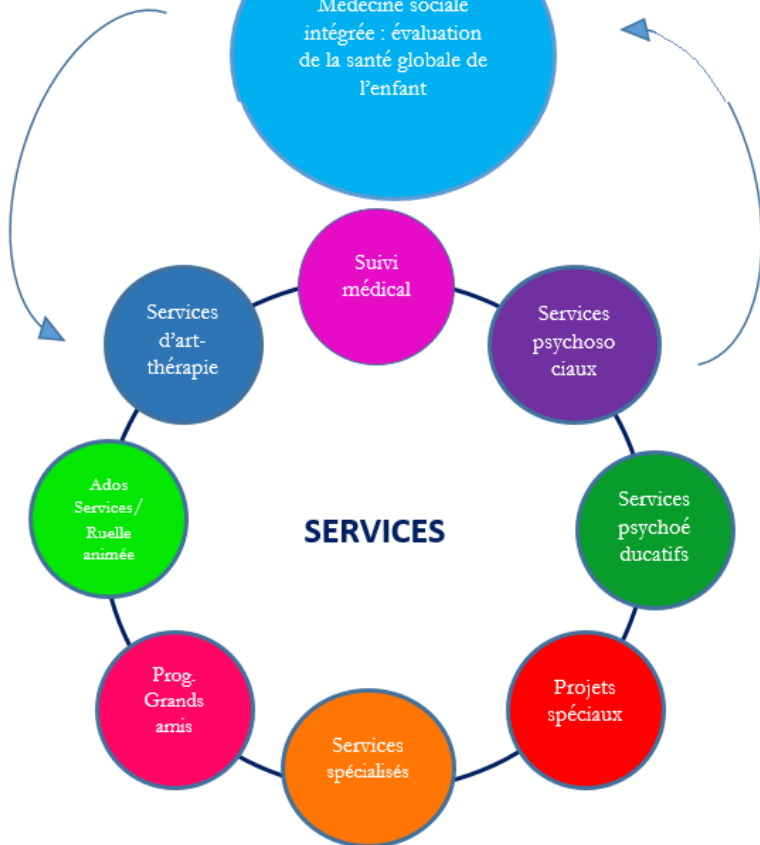 Médecine sociale
intégrée : évaluation
de la santé globale de
l'enfant
Suivi
médical
Services
psychoso
ciaux
Services
psychoé
ducatifs
Projets
spéciaux
Services
spécialisés
Prog.
Grands
amis
Ados
Services/
Ruelle
animée
Services
d'art-
thérapie
SERVICES